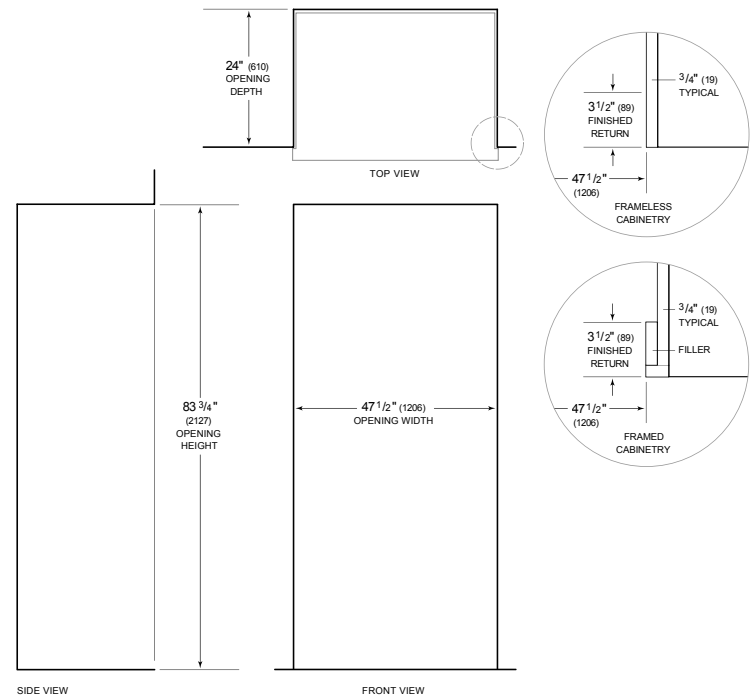 24" (610)
OPENING
DEPTH
TOP VIEW
3/4" (19)
TYPICAL
3 1/2" (89)
FINISHED
RETURN
47 1/2"
(1206)
FRAMELESS
CABINETRY
3/4" (19)
TYPICAL
3 1/2" (89)
FINISHED
RETURN
FILLER
47 1/2"
(1206)
FRAMED
CABINETRY
83 3/4"
(2127)
OPENING
HEIGHT
47 1/2" (1206)
OPENING WIDTH
SIDE VIEW
FRONT VIEW